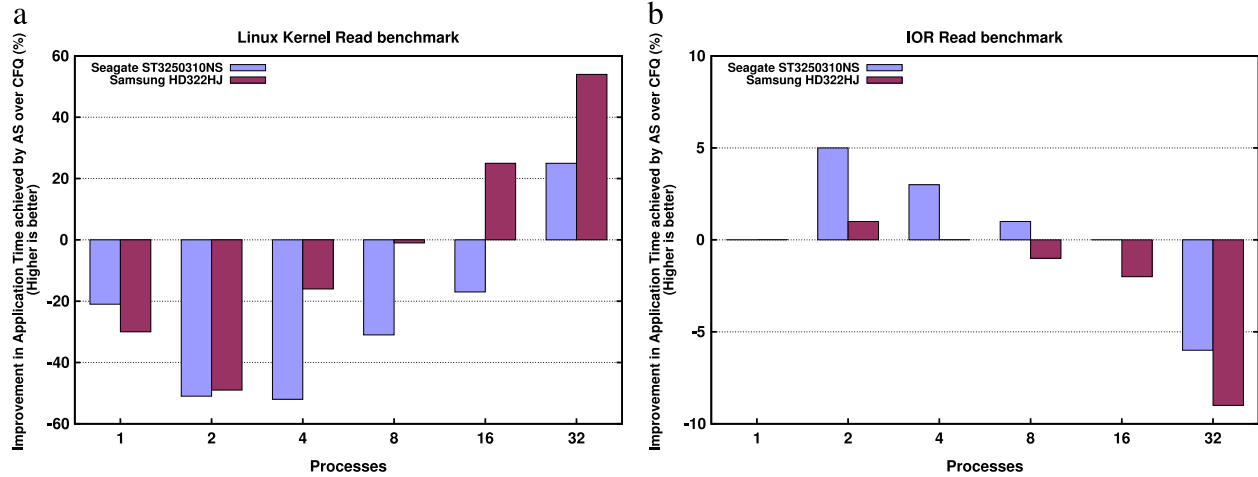 a
Linux Kernel Read benchmark
Improvement in Application Time achieved by AS over CFQ (%)
(Higher is better)
Seagate ST3250310NS
Samsung HD322HJ
60
40
20
0
-20
-40
-60
1 2 4 8 16 32
Processes
b
IOR Read benchmark
Improvement in Application Time achieved by AS over CFQ (%)
(Higher is better)
Seagate ST3250310NS
Samsung HD322HJ
10
5
0
-5
-10
1 2 4 8 16 32
Processes